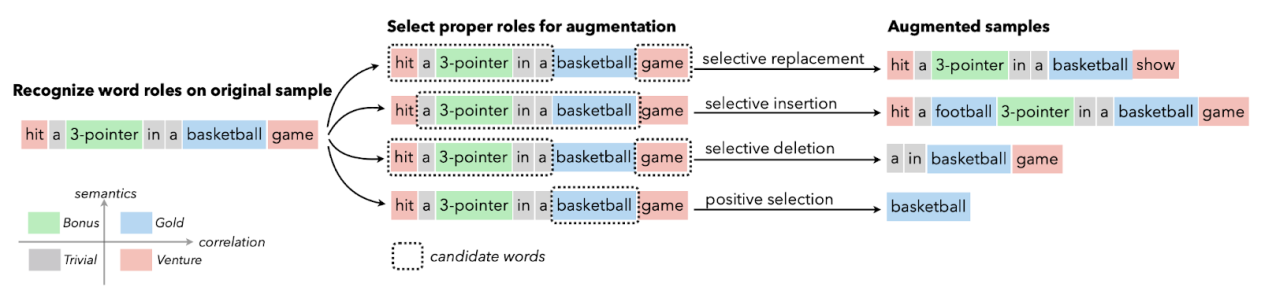 Select proper roles for augmentation
Augmented samples
hit a 3-pointer in a basketball game
selective replacement
hit a 3-pointer in a basketball show
Recognize word roles on original sample
hit a 3-pointer in a basketball game
hit a 3-pointer in a basketball game
selective insertion
hit a football 3-pointer in a basketball game
hit a 3-pointer in a basketball game
selective deletion
a in basketball game
hit a 3-pointer in a basketball game
positive selection
basketball
semantics
Bonus
Gold
correlation
Trivial
Venture
candidate words